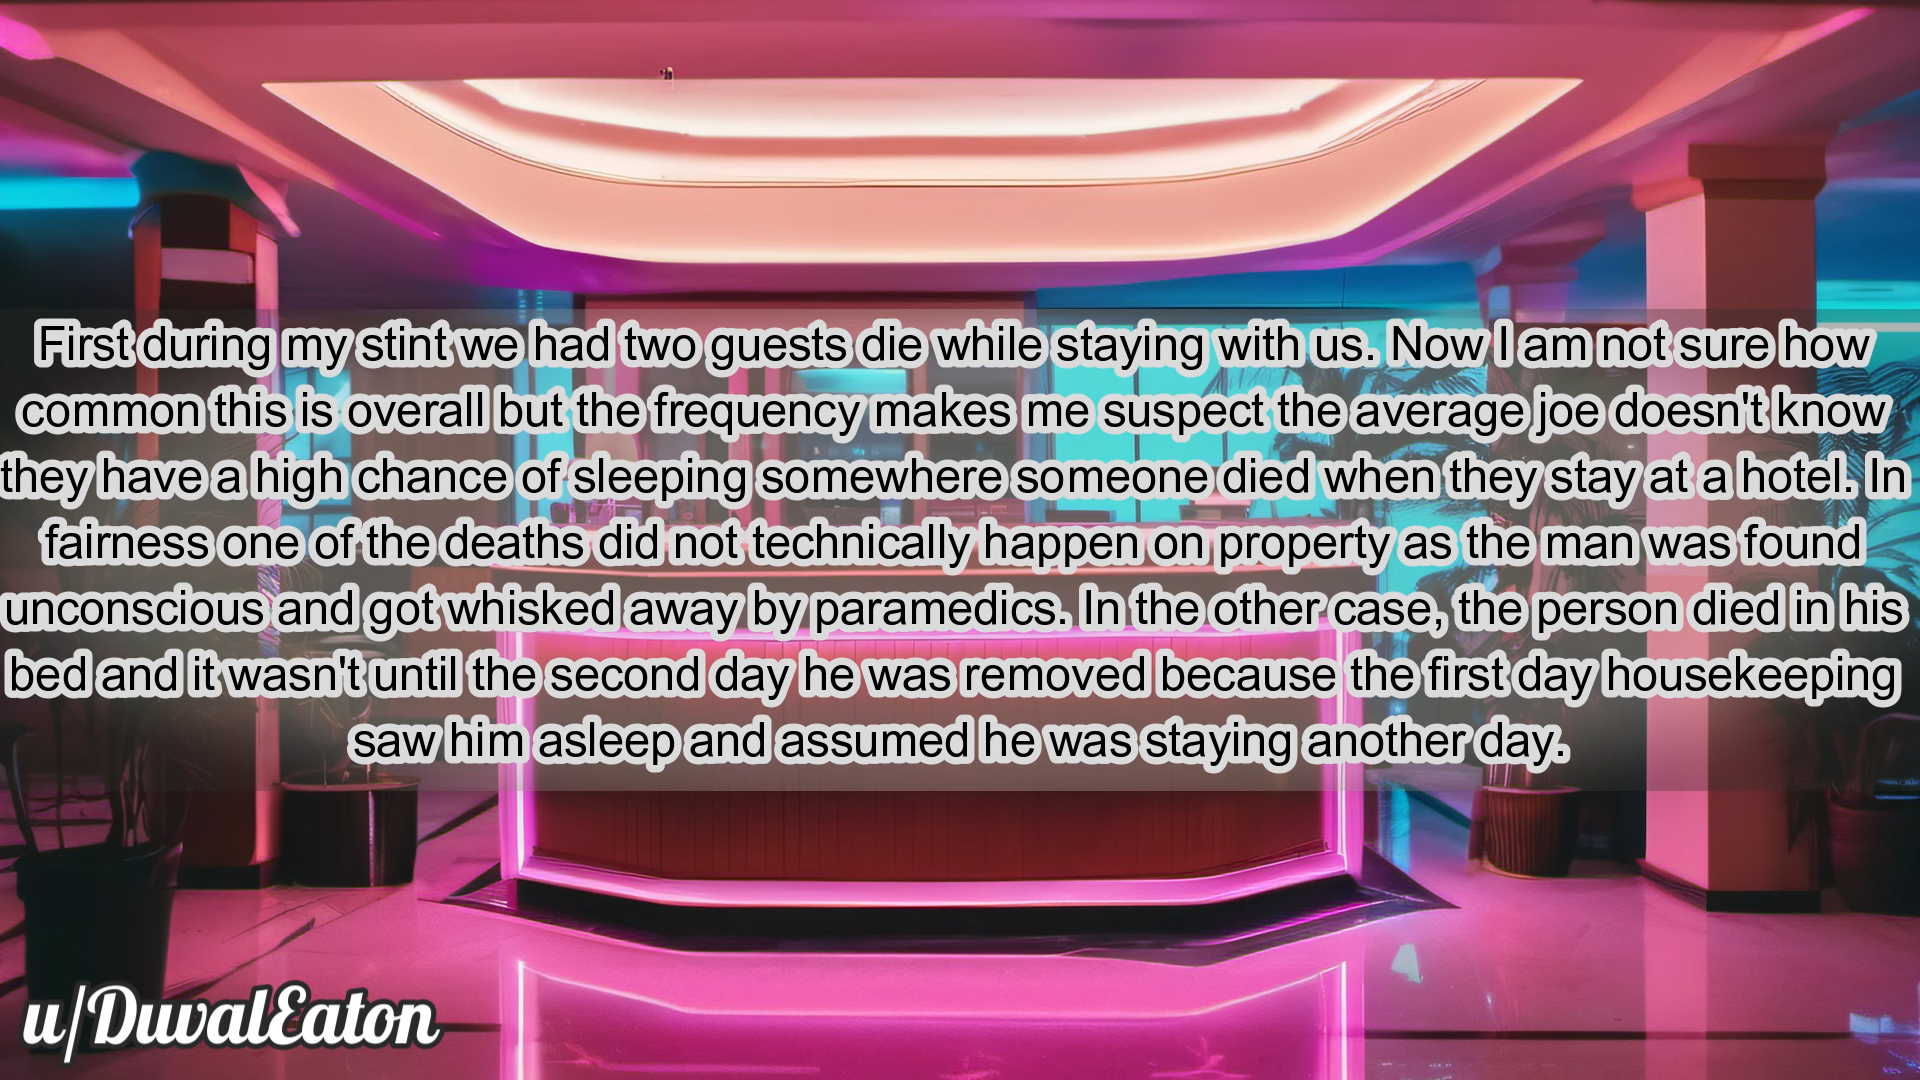 First during my stint we had two guests die while staying with us. Now I am not sure how
common this is overall but the frequency makes me suspect the average joe doesn't know
they have a high chance of sleeping somewhere someone died when they stay at a hotel. In
fairness one of the deaths did not technically happen on property as the man was found
unconscious and got whisked away by paramedics. In the other case, the person died in his
bed and it wasn't until the second day he was removed because the first day housekeeping
saw him asleep and assumed he was staying another day.
u/DuvalEaton